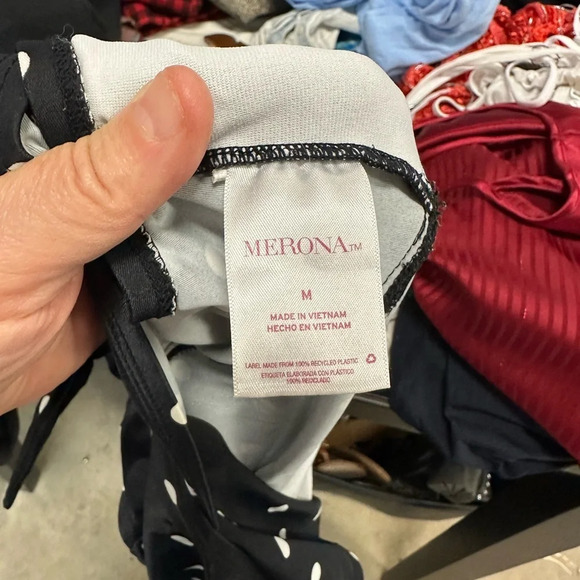 MERONA™
M
MADE IN VIETNAM
HECHO EN VIETNAM
LABEL MADE FROM 100% RECYCLED PLASTIC
ETIQUETA ELABORADA CON PLÁSTICO
100% RECICLADO